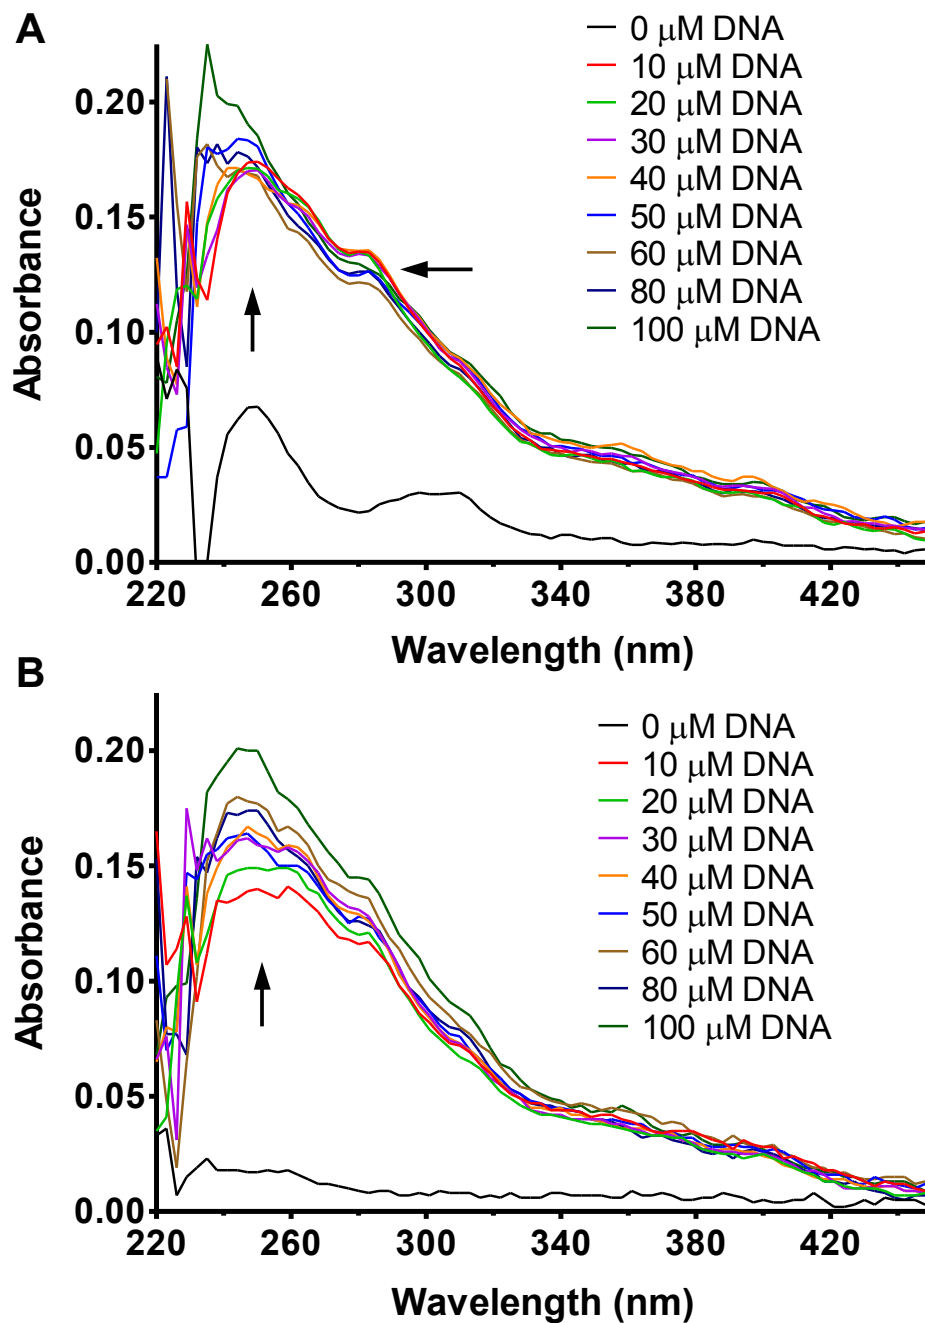 A
0 μM DNA
10 μM DNA
20 μM DNA
30 μM DNA
40 μM DNA
50 μM DNA
60 μM DNA
80 μM DNA
100 μM DNA
0.20
0.15
0.10
0.05
0.00
Absorbance
220 260 300 340 380 420
Wavelength (nm)
B
0 μM DNA
10 μM DNA
20 μM DNA
30 μM DNA
40 μM DNA
50 μM DNA
60 μM DNA
80 μM DNA
100 μM DNA
0.20
0.15
0.10
0.05
0.00
Absorbance
220 260 300 340 380 420
Wavelength (nm)